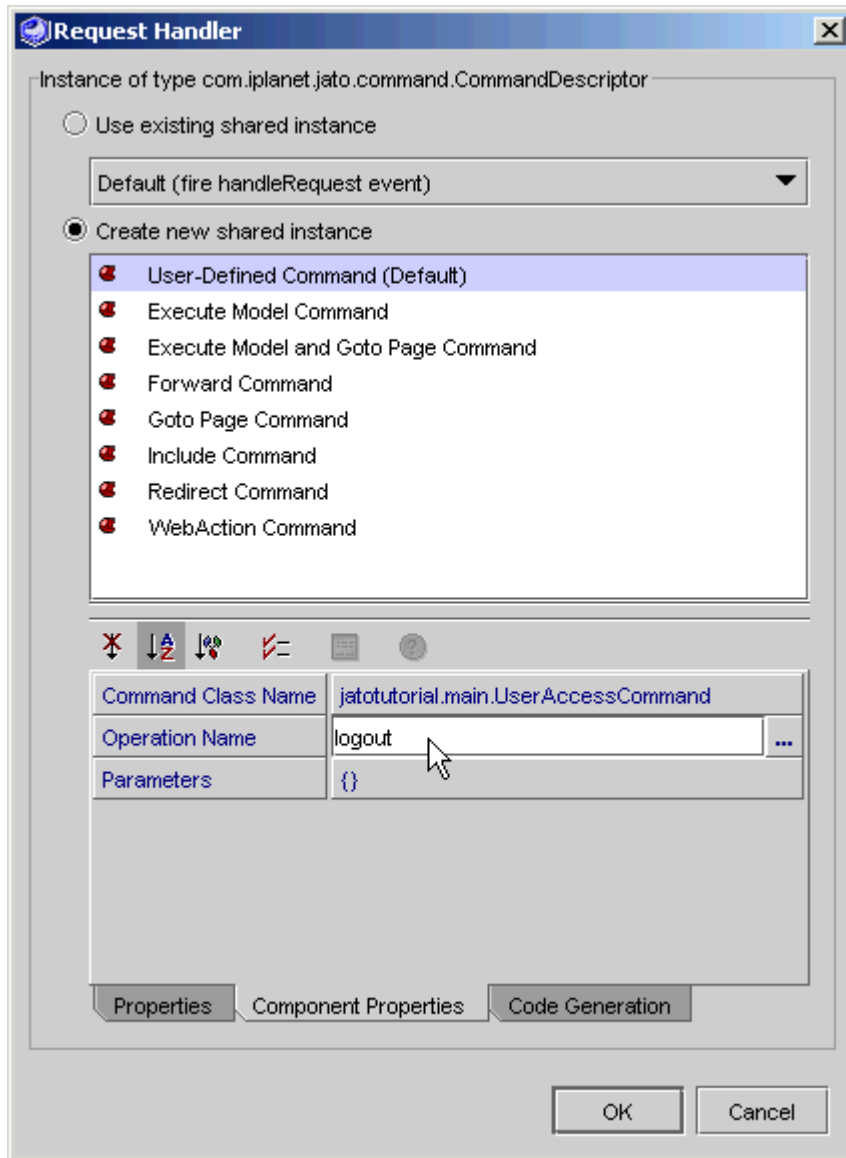 Request Handler
Instance of type com.iplanet.jato.command.CommandDescriptor
Use existing shared instance
Default (fire handleRequest event)
Create new shared instance
User-Defined Command (Default)
Execute Model Command
Execute Model and Goto Page Command
Forward Command
Goto Page Command
Include Command
Redirect Command
WebAction Command
Command Class Name jatotutorial.main.UserAccessCommand
Operation Name logout ...
Parameters {}
Properties Component Properties Code Generation
OK Cancel